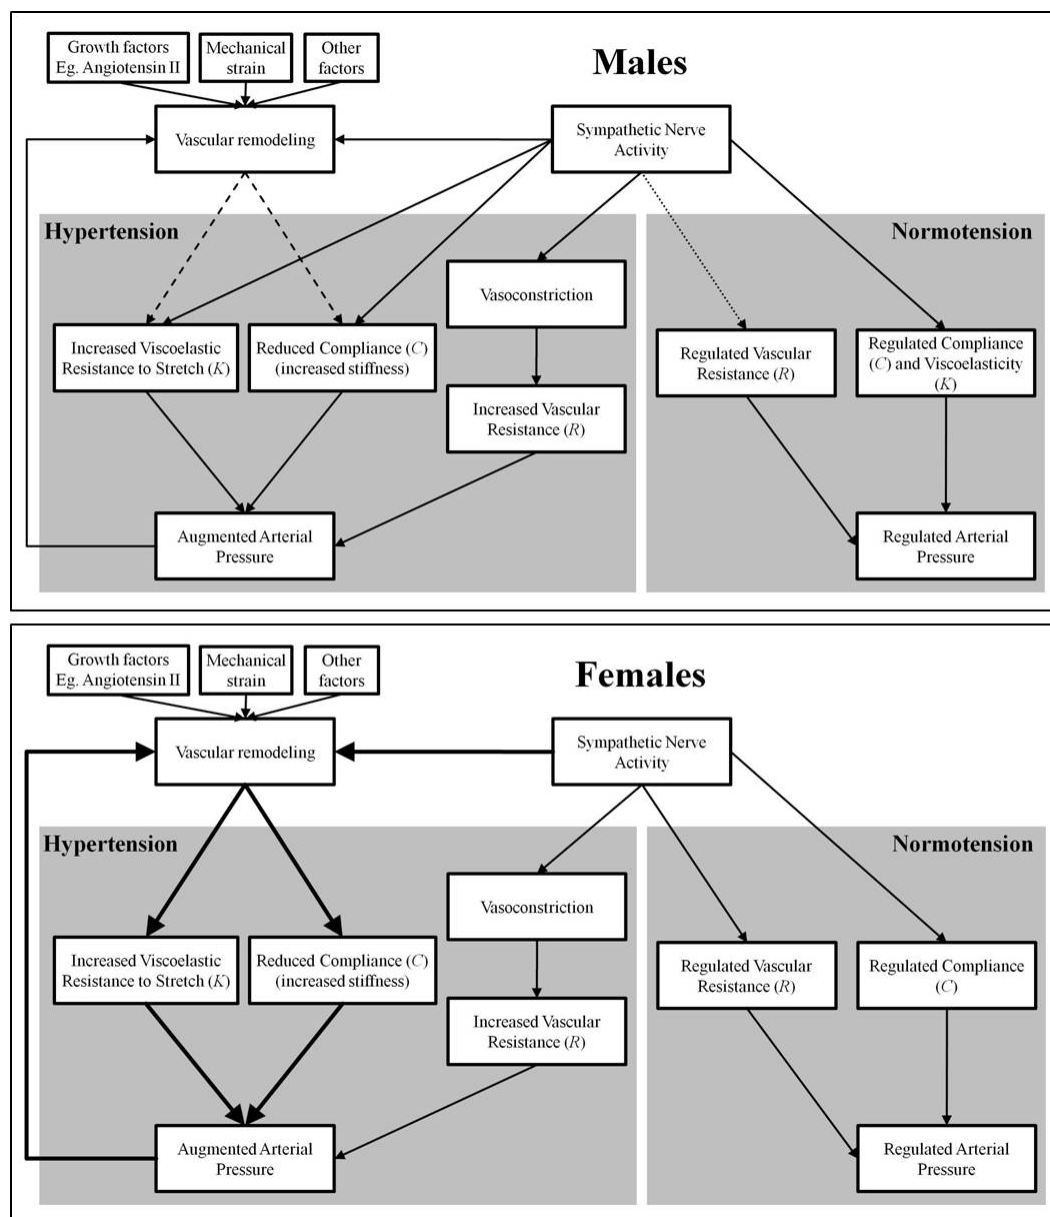 Males
Growth factors
Eg. Angiotensin II
Mechanical
strain
Other
factors
Vascular remodeling
Sympathetic Nerve
Activity
Hypertension
Normotension
Vasoconstriction
Increased Viscoelastic
Resistance to Stretch (K)
Reduced Compliance (C)
(increased stiffness)
Regulated Vascular
Resistance (R)
Regulated Compliance
(C) and Viscoelasticity
(K)
Increased Vascular
Resistance (R)
Augmented Arterial
Pressure
Regulated Arterial
Pressure
Females
Growth factors
Eg. Angiotensin II
Mechanical
strain
Other
factors
Vascular remodeling
Sympathetic Nerve
Activity
Hypertension
Normotension
Vasoconstriction
Increased Viscoelastic
Resistance to Stretch (K)
Reduced Compliance (C)
(increased stiffness)
Regulated Vascular
Resistance (R)
Regulated Compliance
(C)
Increased Vascular
Resistance (R)
Augmented Arterial
Pressure
Regulated Arterial
Pressure